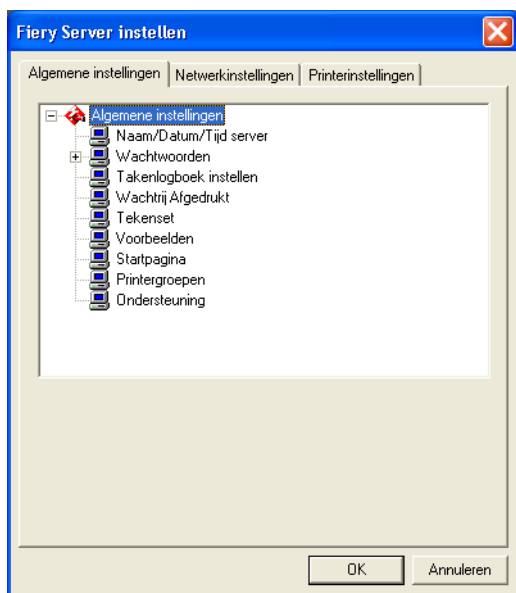 Fiery Server instellen
Algemene instellingen Netwerkinstellingen Printerinstellingen
Algemene instellingen
Naam/Datum/Tijd server
Wachtwoorden
Takenlogboek instellen
Wachtrij Afgedrukt
Tekenset
Voorbeelden
Startpagina
Printergroepen
Ondersteuning
OK Annuleren